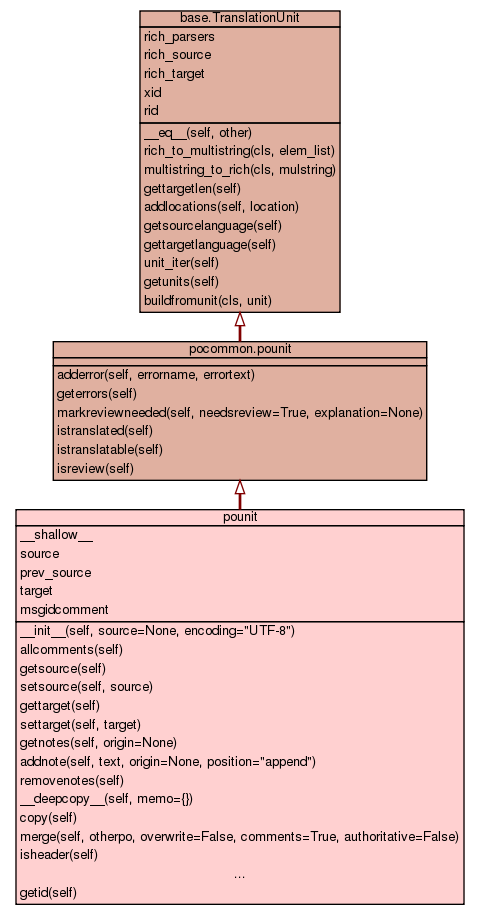 base.TranslationUnit
rich_parsers
rich_source
rich_target
xid
rid
__eq__(self, other)
rich_to_multistring(cls, elem_list)
multistring_to_rich(cls, mulstring)
gettargetlen(self)
addlocations(self, location)
getsourcelanguage(self)
gettargetlanguage(self)
unit_iter(self)
getunits(self)
buildfromunit(cls, unit)
pocommon.pounit
adderror(self, errorname, errortext)
geterrors(self)
markreviewneeded(self, needsreview=True, explanation=None)
istranslated(self)
istranslatable(self)
isreview(self)
pounit
__shallow__
source
prev_source
target
msgidcomment
__init__(self, source=None, encoding="UTF-8")
allcomments(self)
getsource(self)
setsource(self, source)
gettarget(self)
settarget(self, target)
getnotes(self, origin=None)
addnote(self, text, origin=None, position="append")
removenotes(self)
__deepcopy__(self, memo={})
copy(self)
merge(self, otherpo, overwrite=False, comments=True, authoritative=False)
isheader(self)
...
getid(self)